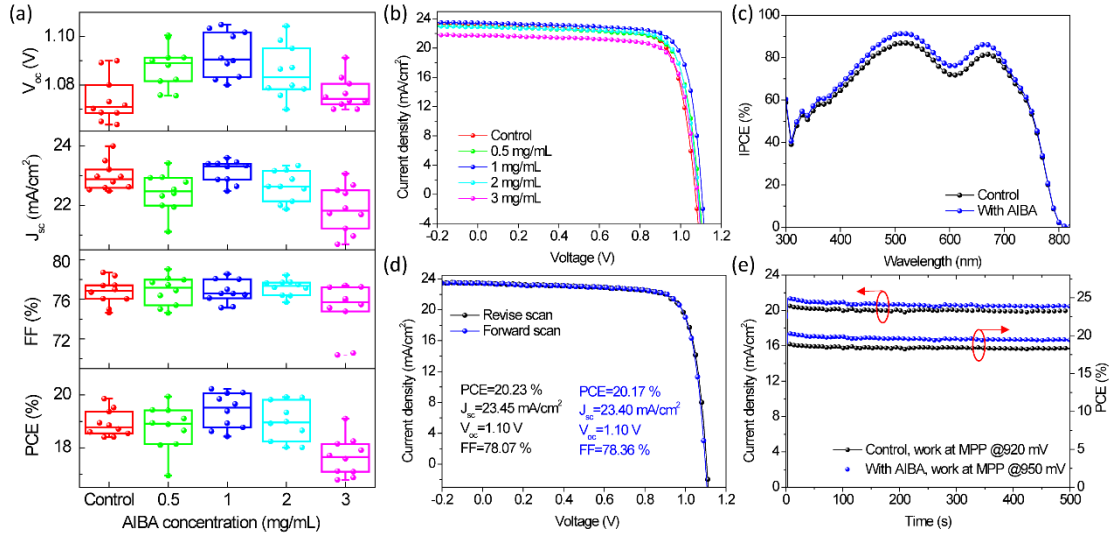 (a)
1.10
1.08
V_oc (V)
24
22
J_sc (mA/cm²)
80
76
72
FF (%)
20
18
PCE (%)
Control
0.5
1
2
3
AIBA concentration (mg/mL)
(b)
24
20
16
12
8
4
0
-4
Current density (mA/cm²)
Control
0.5 mg/mL
1 mg/mL
2 mg/mL
3 mg/mL
-0.2
0.0
0.2
0.4
0.6
0.8
1.0
1.2
Voltage (V)
(c)
100
80
60
40
20
0
IPCE (%)
Control
With AIBA
300
400
500
600
700
800
Wavelength (nm)
(d)
24
20
16
12
8
4
0
Current density (mA/cm²)
Revise scan
Forward scan
PCE=20.23 %
J_sc=23.45 mA/cm²
V_oc=1.10 V
FF=78.07 %
PCE=20.17 %
J_sc=23.40 mA/cm²
V_oc=1.10 V
FF=78.36 %
-0.2
0.0
0.2
0.4
0.6
0.8
1.0
1.2
Voltage (V)
(e)
24
20
16
12
8
4
0
Current density (mA/cm²)
25
20
15
10
5
0
PCE (%)
Control, work at MPP @920 mV
With AIBA, work at MPP @950 mV
0
100
200
300
400
500
Time (s)